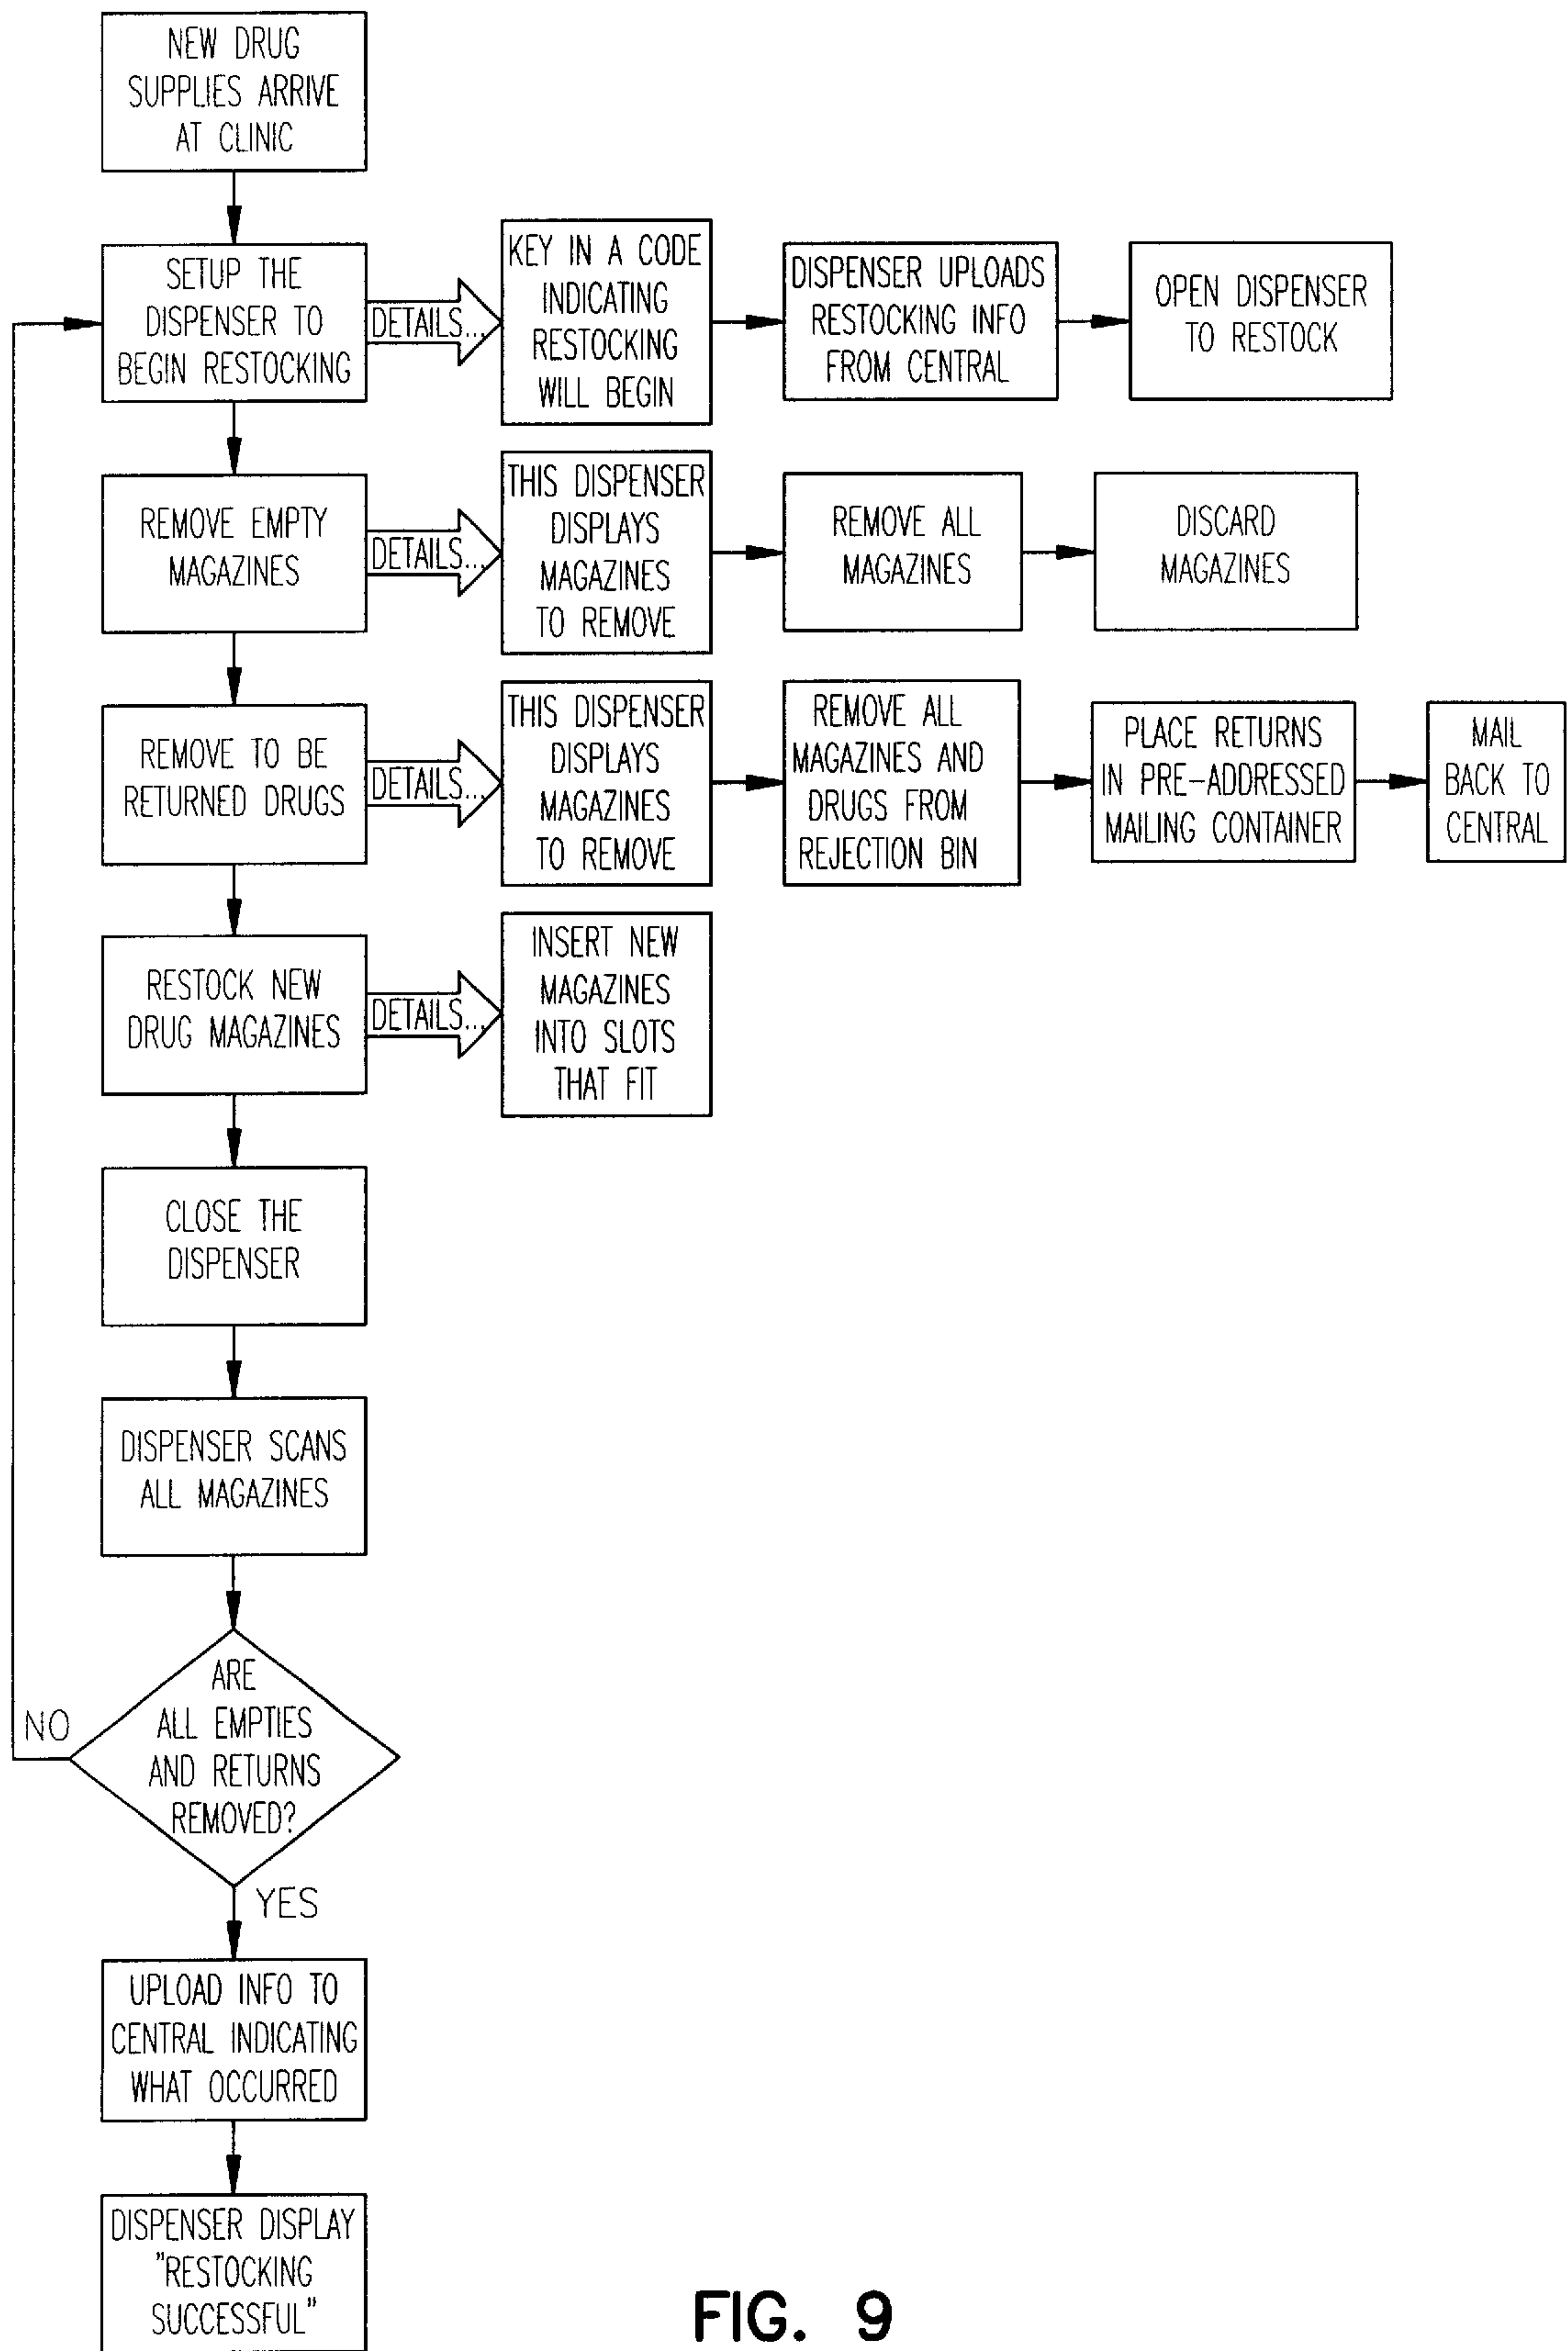 NEW DRUG
SUPPLIES ARRIVE
AT CLINIC
SETUP THE
DISPENSER TO
BEGIN RESTOCKING
DETAILS...
KEY IN A CODE
INDICATING
RESTOCKING
WILL BEGIN
DISPENSER UPLOADS
RESTOCKING INFO
FROM CENTRAL
OPEN DISPENSER
TO RESTOCK
REMOVE EMPTY
MAGAZINES
DETAILS...
THIS DISPENSER
DISPLAYS
MAGAZINES
TO REMOVE
REMOVE ALL
MAGAZINES
DISCARD
MAGAZINES
REMOVE TO BE
RETURNED DRUGS
DETAILS...
THIS DISPENSER
DISPLAYS
MAGAZINES
TO REMOVE
REMOVE ALL
MAGAZINES AND
DRUGS FROM
REJECTION BIN
PLACE RETURNS
IN PRE-ADDRESSED
MAILING CONTAINER
MAIL
BACK TO
CENTRAL
RESTOCK NEW
DRUG MAGAZINES
DETAILS...
INSERT NEW
MAGAZINES
INTO SLOTS
THAT FIT
CLOSE THE
DISPENSER
DISPENSER SCANS
ALL MAGAZINES
ARE
ALL EMPTIES
AND RETURNS
REMOVED?
NO
YES
UPLOAD INFO TO
CENTRAL INDICATING
WHAT OCCURRED
DISPENSER DISPLAY
"RESTOCKING
SUCCESSFUL"
FIG. 9